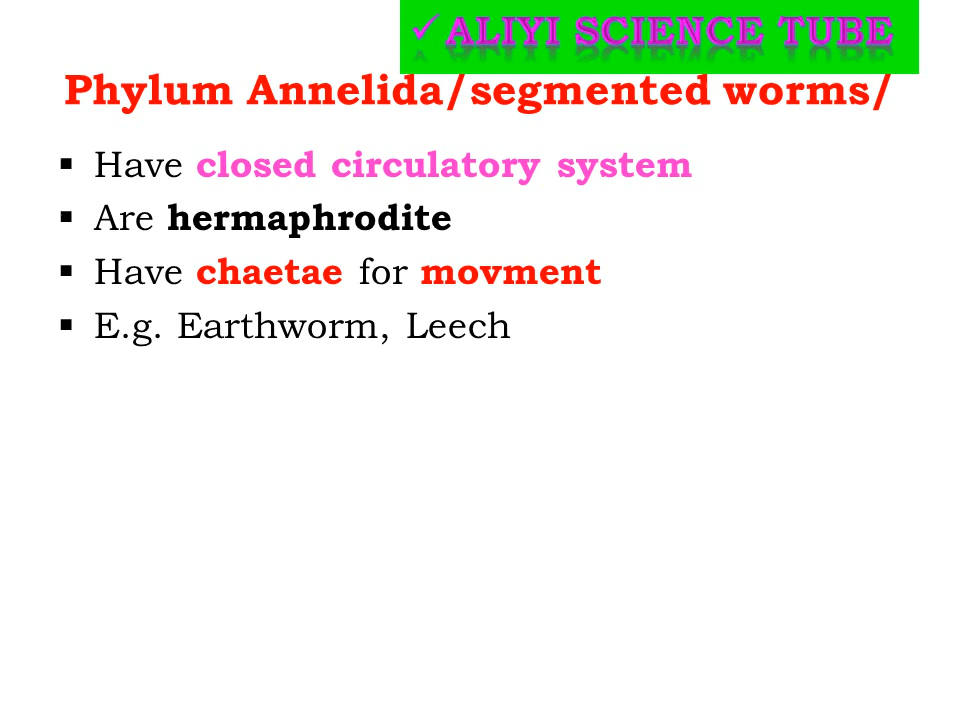 ✓ ALIYI SCIENCE TUBE
Phylum Annelida/segmented worms/
▪ Have closed circulatory system
▪ Are hermaphrodite
▪ Have chaetae for movment
▪ E.g. Earthworm, Leech